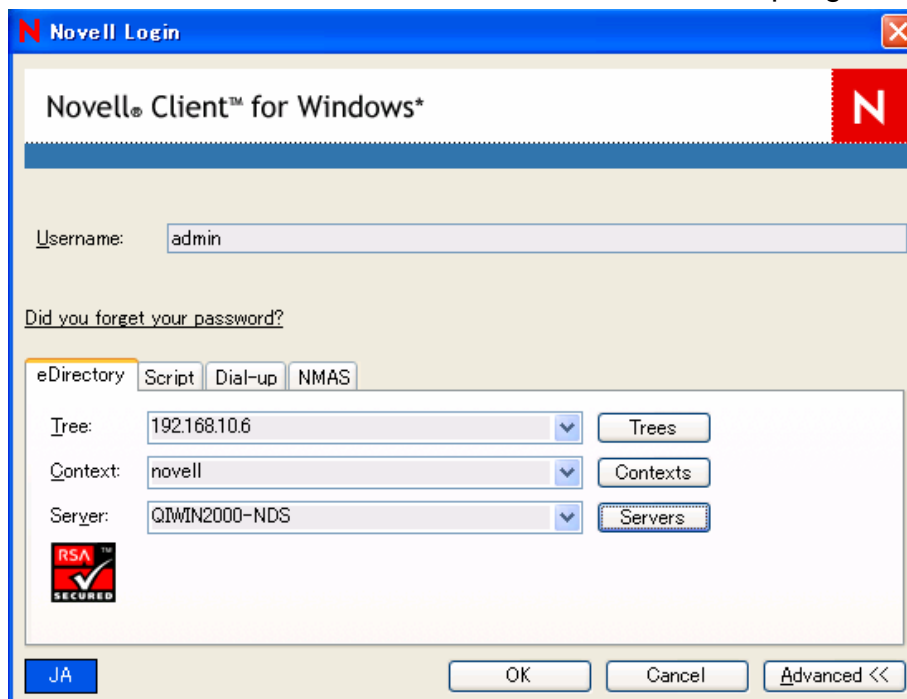 Novell Login
Novell® Client™ for Windows*
N
Username: admin
Did you forget your password?
eDirectory Script Dial-up NMAS
Tree: 192.168.10.6 Trees
Context: novell Contexts
Server: QIWIN2000-NDS Servers
RSA ™
SECURED
JA OK Cancel Advanced <<